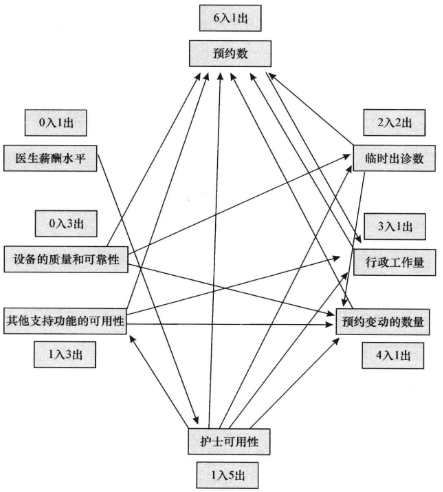 6入1出
预约数
0入1出
医生薪酬水平
2入2出
临时出诊数
0入3出
设备的质量和可靠性
3入1出
行政工作量
其他支持功能的可用性
1入3出
预约变动的数量
4入1出
护士可用性
1入5出